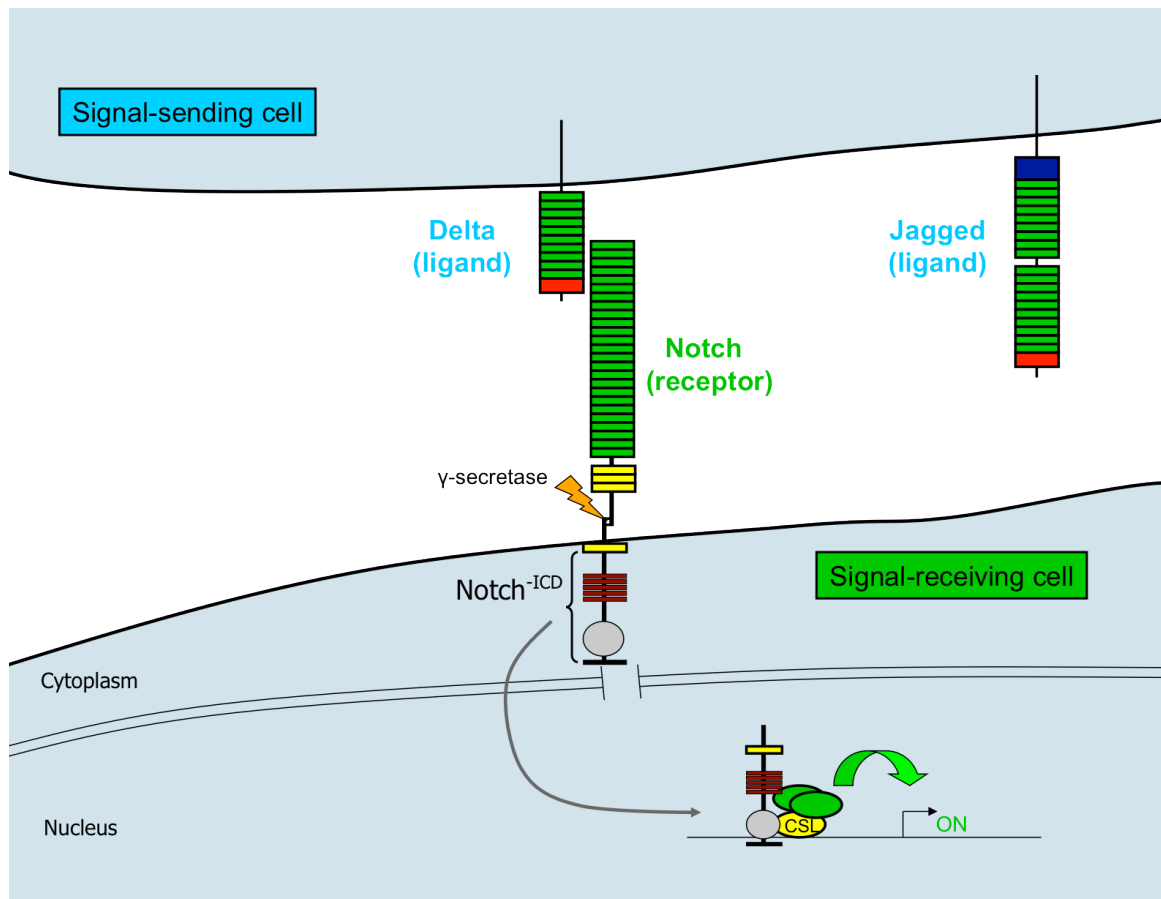 Signal-sending cell
Delta
(ligand)
Jagged
(ligand)
Notch
(receptor)
γ-secretase
Notch-ICD
Signal-receiving cell
Cytoplasm
Nucleus
CSL
ON